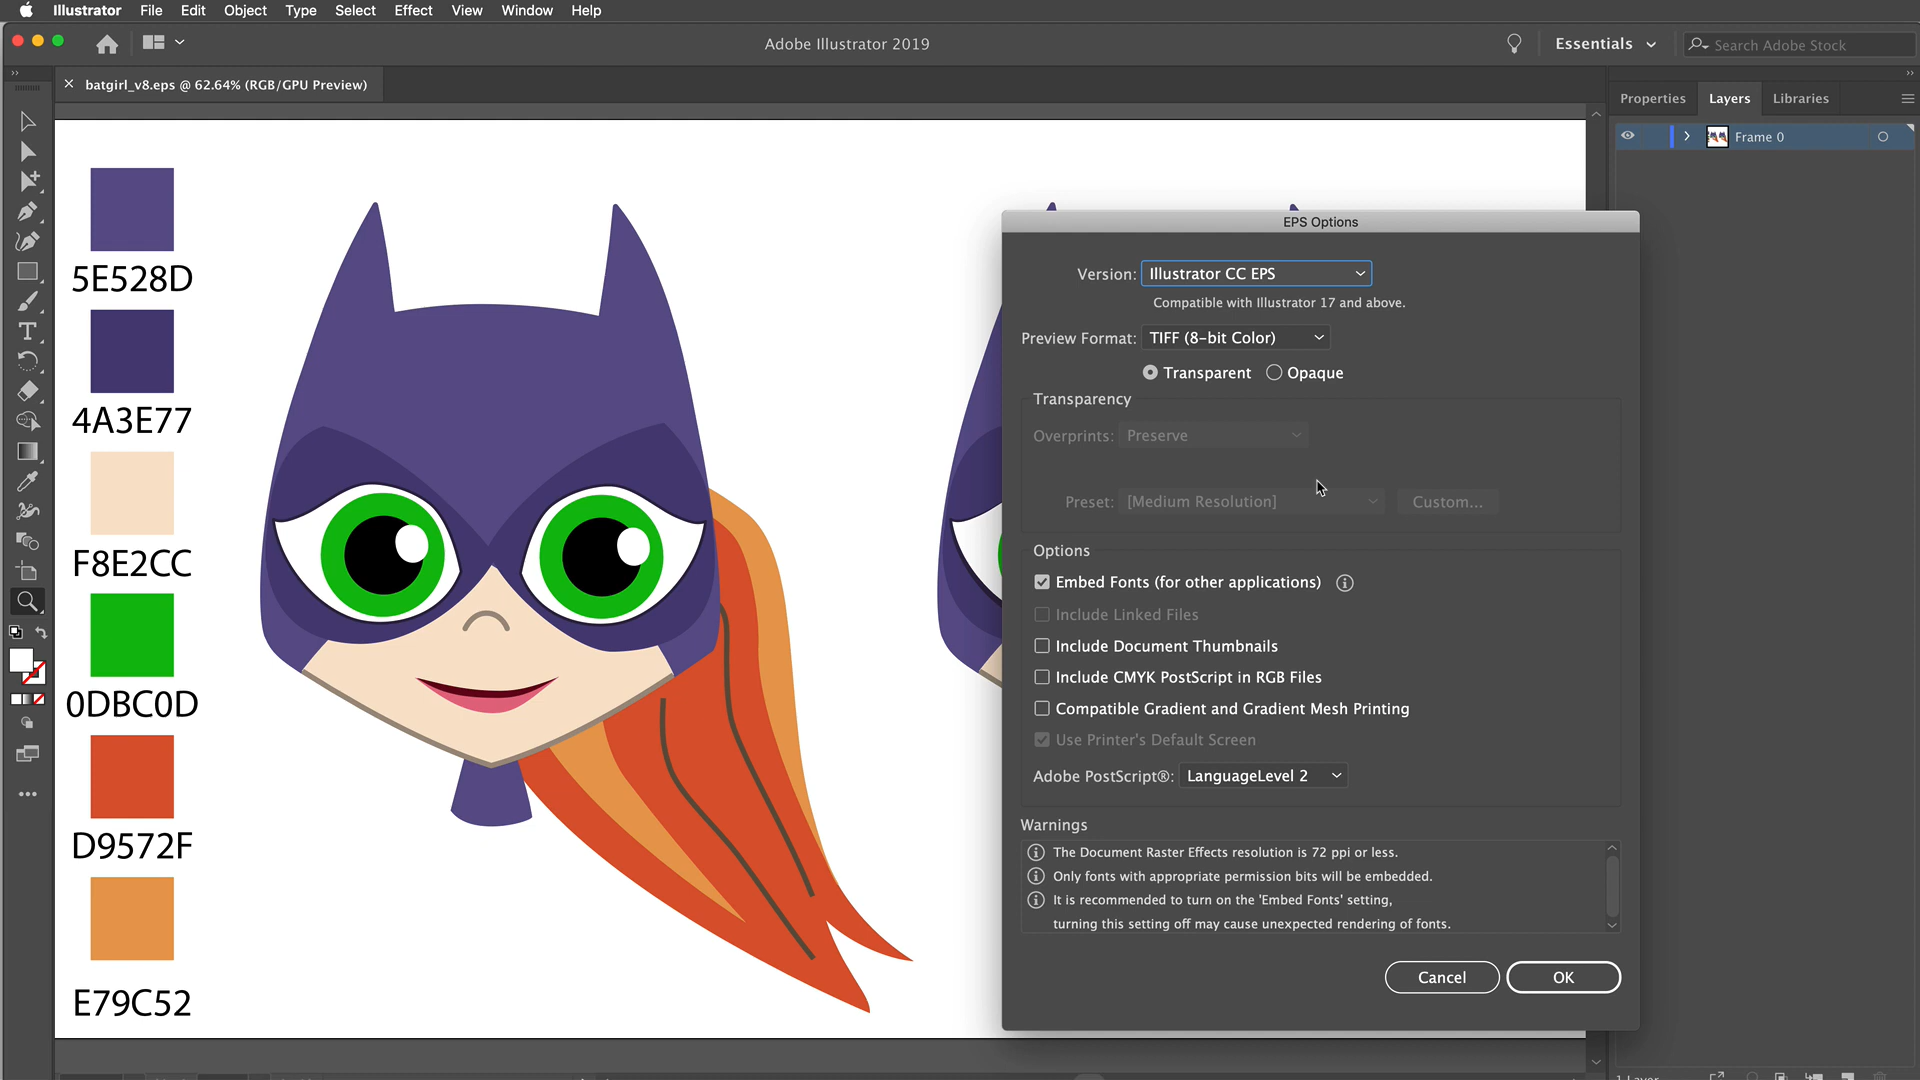 Illustrator File Edit Object Type Select Effect View Window Help
Adobe Illustrator 2019
Essentials
Search Adobe Stock
batgirl_v8.eps @ 62.64% (RGB/GPU Preview)
Properties Layers Libraries
Frame 0
5E528D
4A3E77
F8E2CC
0DBC0D
D9572F
E79C52
EPS Options
Version: Illustrator CC EPS
Compatible with Illustrator 17 and above.
Preview Format: TIFF (8-bit Color)
Transparent Opaque
Transparency
Overprints: Preserve
Preset: [Medium Resolution] Custom...
Options
Embed Fonts (for other applications)
Include Linked Files
Include Document Thumbnails
Include CMYK PostScript in RGB Files
Compatible Gradient and Gradient Mesh Printing
Use Printer's Default Screen
Adobe PostScript®: LanguageLevel 2
Warnings
The Document Raster Effects resolution is 72 ppi or less.
Only fonts with appropriate permission bits will be embedded.
It is recommended to turn on the 'Embed Fonts' setting,
turning this setting off may cause unexpected rendering of fonts.
Cancel OK